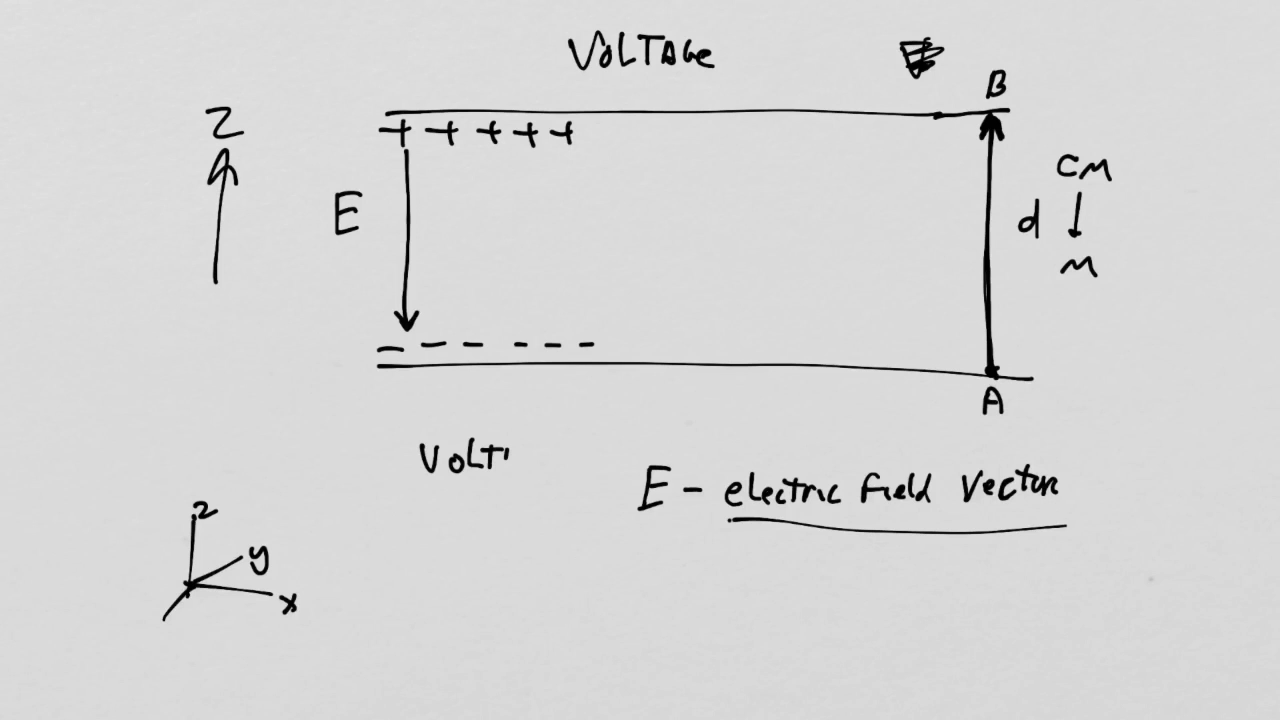 VOLTAGE
B
Z
+ + + + +
CM
E
d
M
- - - - - -
A
VOLT
E - electric field vector
z
y
x